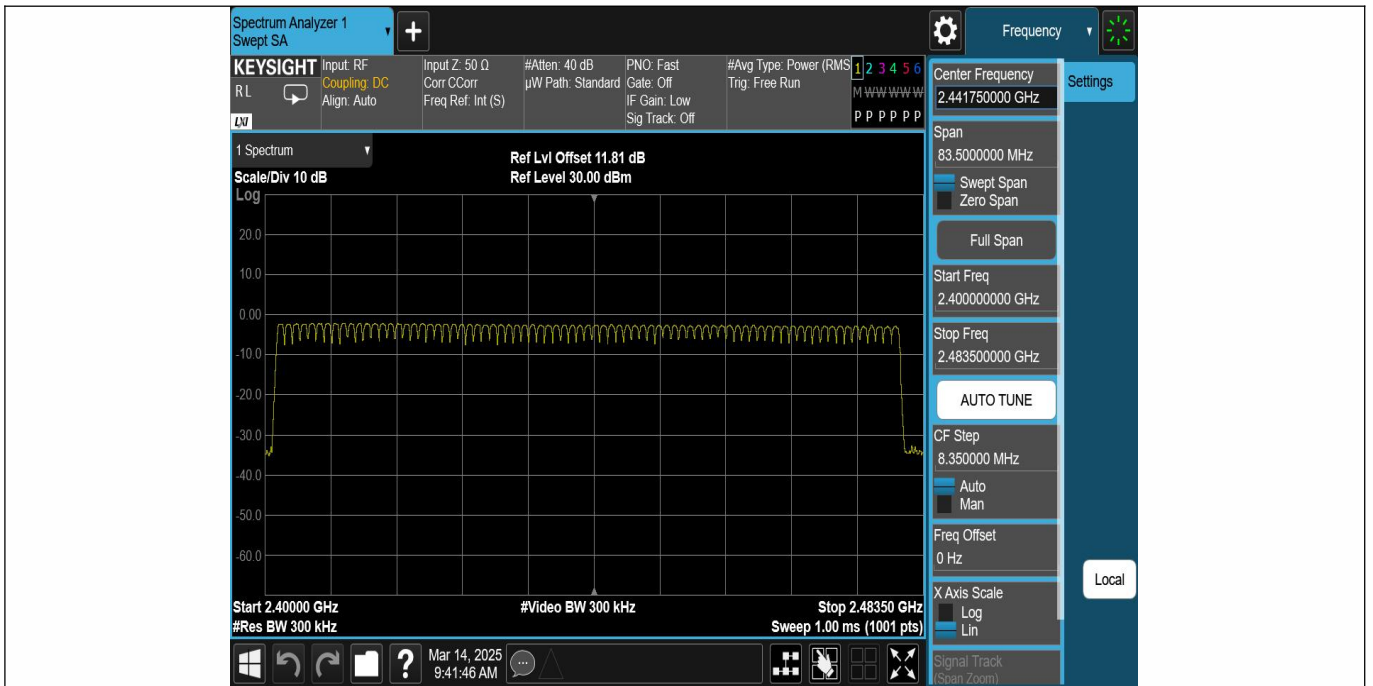 Spectrum Analyzer 1
Swept SA
+
Frequency
KEYSIGHT
RL
LXI
Input: RF
Coupling: DC
Align: Auto
Input Z: 50 Ω
Corr CCorr
Freq Ref: Int (S)
#Atten: 40 dB
µW Path: Standard
PNO: Fast
Gate: Off
IF Gain: Low
Sig Track: Off
#Avg Type: Power (RMS
Trig: Free Run
1 2 3 4 5 6
M W W W W W
P P P P P P
1 Spectrum
Scale/Div 10 dB
Log
Ref Lvl Offset 11.81 dB
Ref Level 30.00 dBm
20.0
10.0
0.00
-10.0
-20.0
-30.0
-40.0
-50.0
-60.0
Start 2.40000 GHz
#Res BW 300 kHz
#Video BW 300 kHz
Stop 2.48350 GHz
Sweep 1.00 ms (1001 pts)
Center Frequency
2.441750000 GHz
Settings
Span
83.5000000 MHz
Swept Span
Zero Span
Full Span
Start Freq
2.400000000 GHz
Stop Freq
2.483500000 GHz
AUTO TUNE
CF Step
8.350000 MHz
Auto
Man
Freq Offset
0 Hz
X Axis Scale
Log
Lin
Signal Track
(Span Zoom)
Local
?
Mar 14, 2025
9:41:46 AM